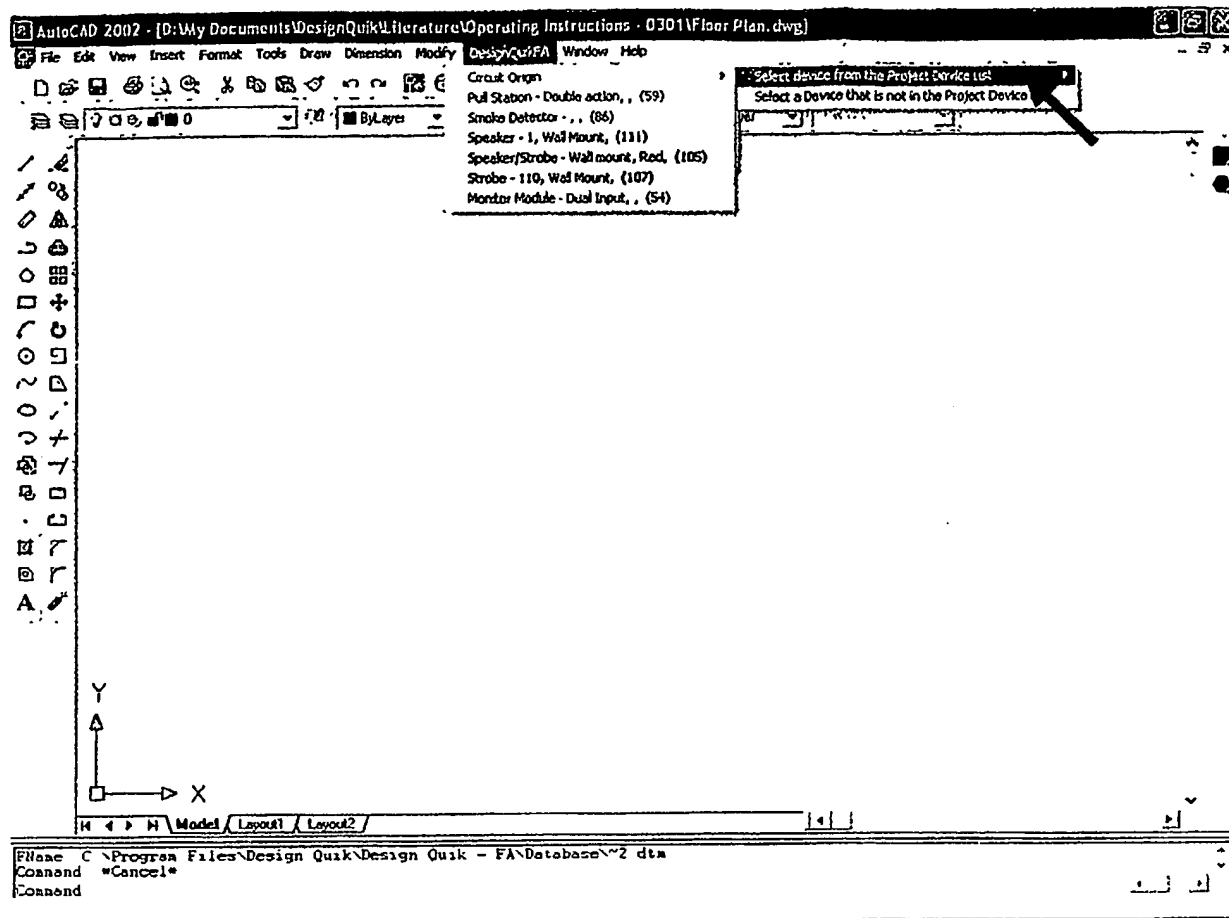 AutoCAD 2002 - [D:\My Documents\DesignQuik\Literature\Operating Instructions - 0301\Floor Plan.dwg]
File Edit View Insert Format Tools Draw Dimension Modify DesignQuikFA Window Help
0
ByLayer
Circuit Origin
Pull Station - Double action, , (59)
Smoke Detector - , , (86)
Speaker - 1, Wall Mount, (111)
Speaker/Strobe - Wall mount, Red, (105)
Strobe - 110, Wall Mount, (107)
Monitor Module - Dual Input, , (54)
Select device from the Project Device List
Select a Device that is not in the Project Device
A
Y
X
Model Layout1 Layout2
FName C \Program Files\Design Quik\Design Quik - FA\Database\~2 dtm
Command *Cancel*
Command